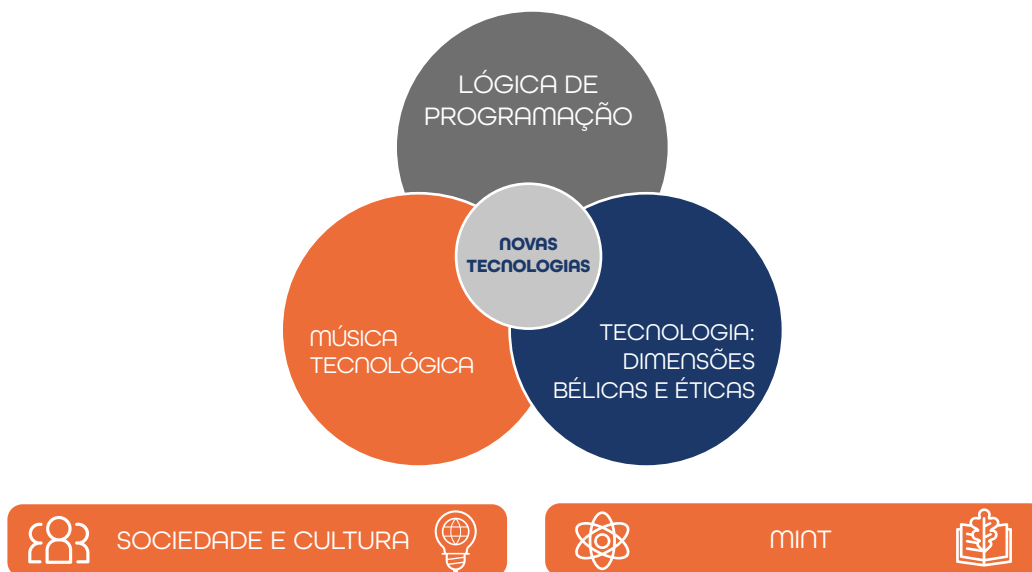 LÓGICA DE
PROGRAMAÇÃO
NOVAS
TECNOLOGIAS
MÚSICA
TECNOLÓGICA
TECNOLOGIA:
DIMENSÕES
BÉLICAS E ÉTICAS
SOCIEDADE E CULTURA
MINT